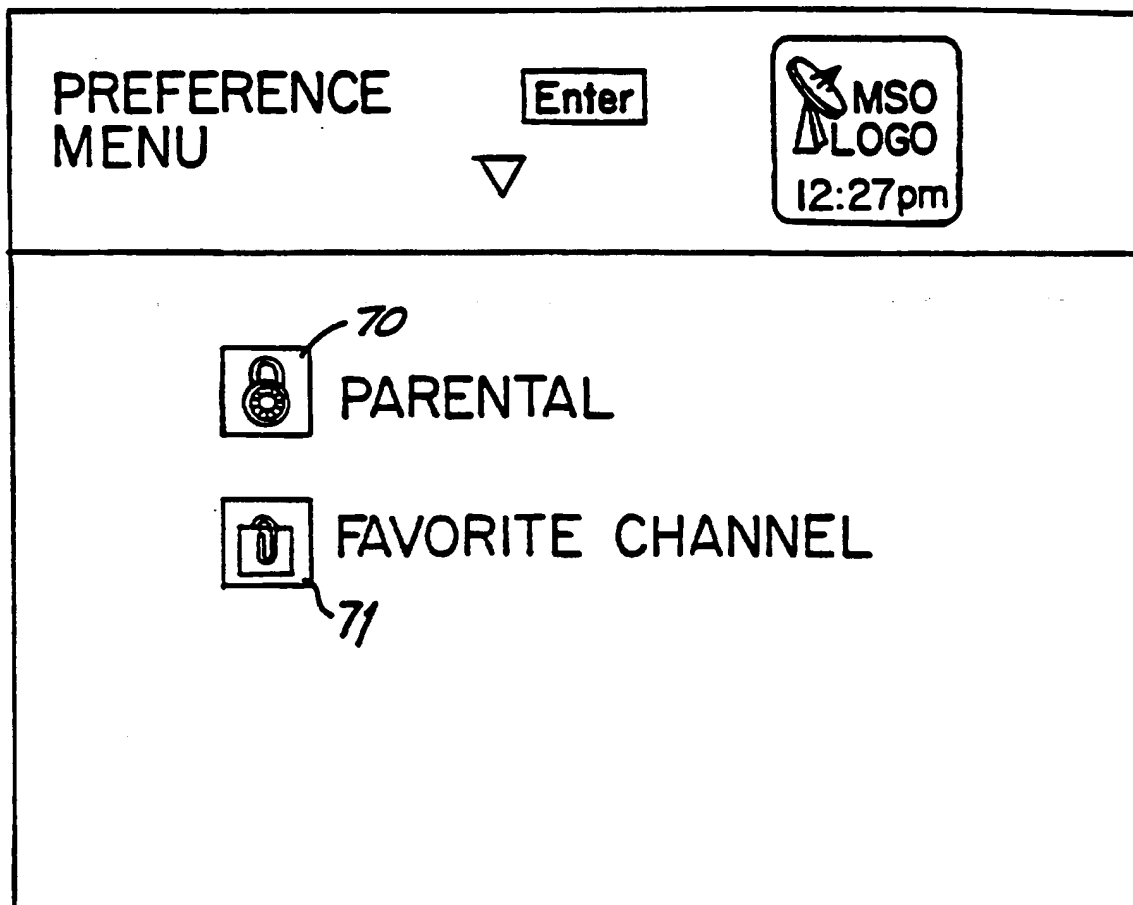 PREFERENCE
MENU
Enter
MSO
LOGO
12:27pm
70
PARENTAL
FAVORITE CHANNEL
71